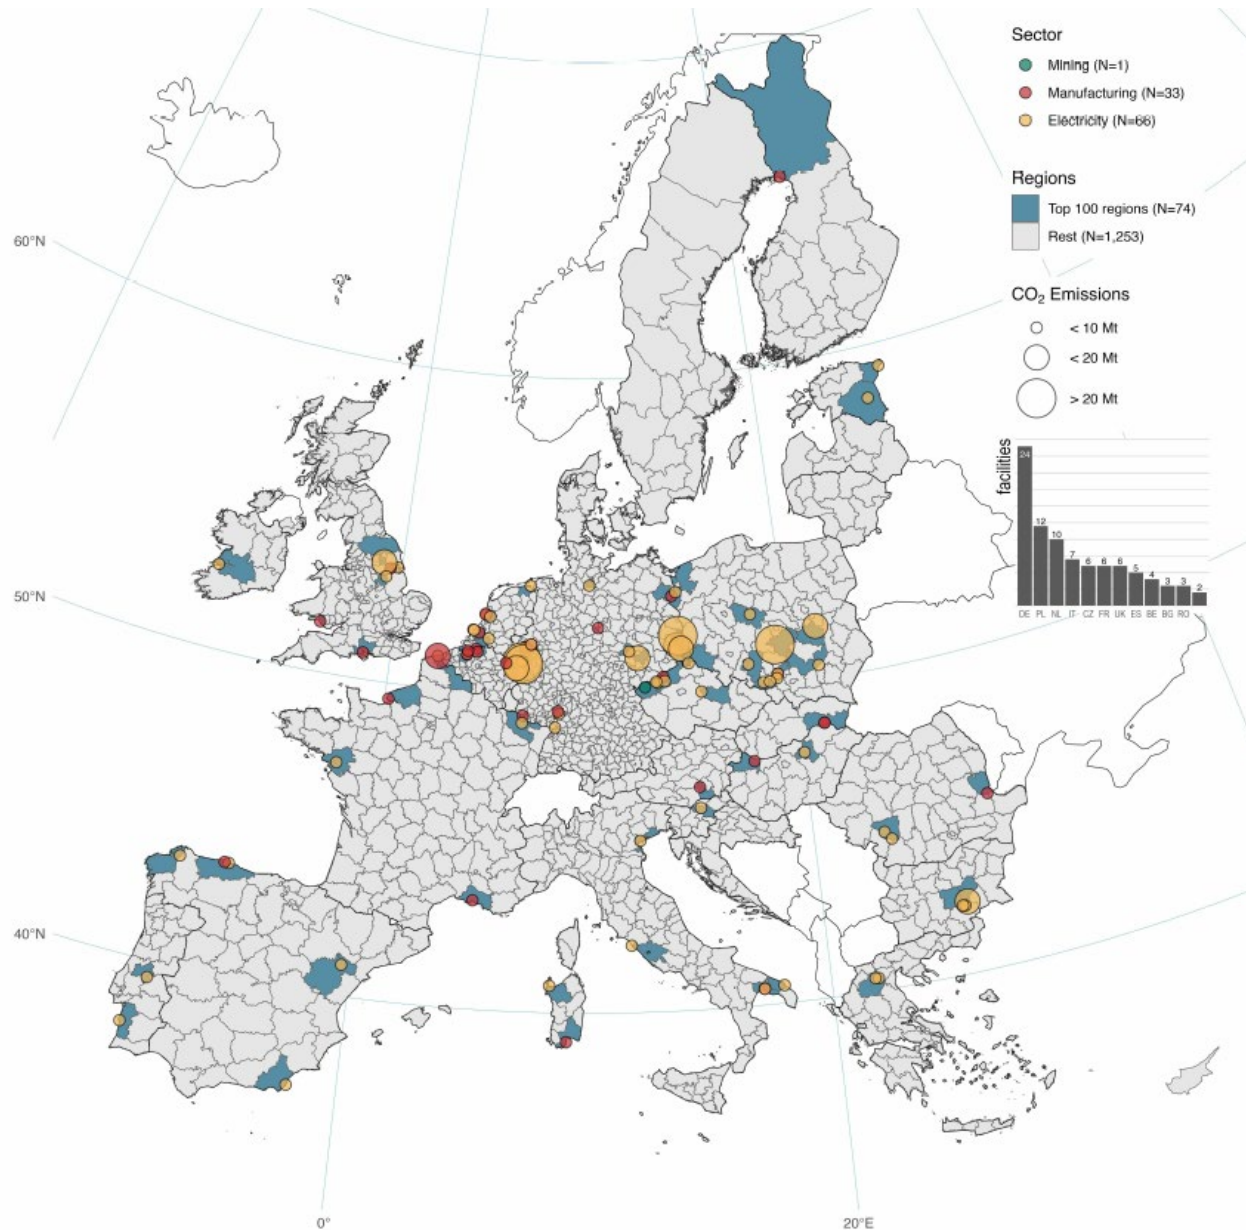 Sector
Mining (N=1)
Manufacturing (N=33)
Electricity (N=66)
Regions
Top 100 regions (N=74)
Rest (N=1,253)
CO₂ Emissions
< 10 Mt
< 20 Mt
> 20 Mt
facilities
24
12
10
7
6
6
6
5
4
3
3
2
DE PL NL IT CZ FR UK ES BE BG RO
60°N
50°N
40°N
0°
20°E